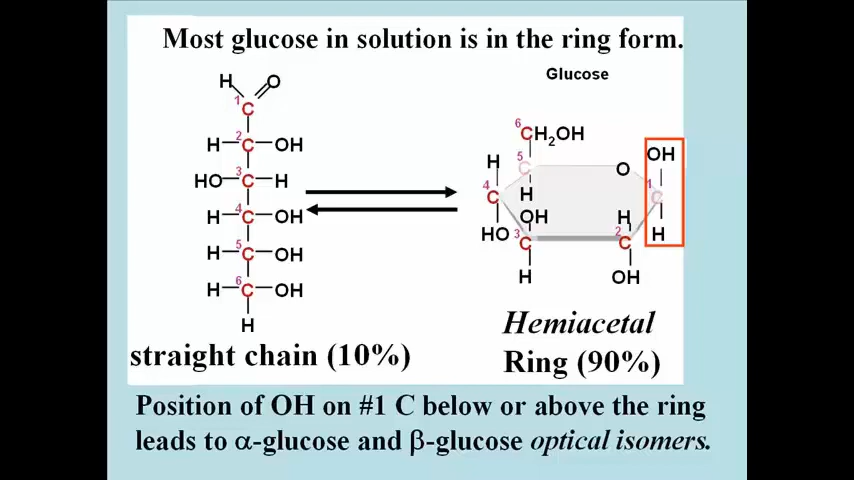 Most glucose in solution is in the ring form.
Glucose
H O
1
C
2
H C OH
3
HO C H
4
H C OH
5
H C OH
6
H C OH
H
6
CH2OH
H 5 C O OH
4 C H 1 C
HO OH H H
3 C 2 C
H OH
Hemiacetal
straight chain (10%)
Ring (90%)
Position of OH on #1 C below or above the ring
leads to α-glucose and β-glucose optical isomers.